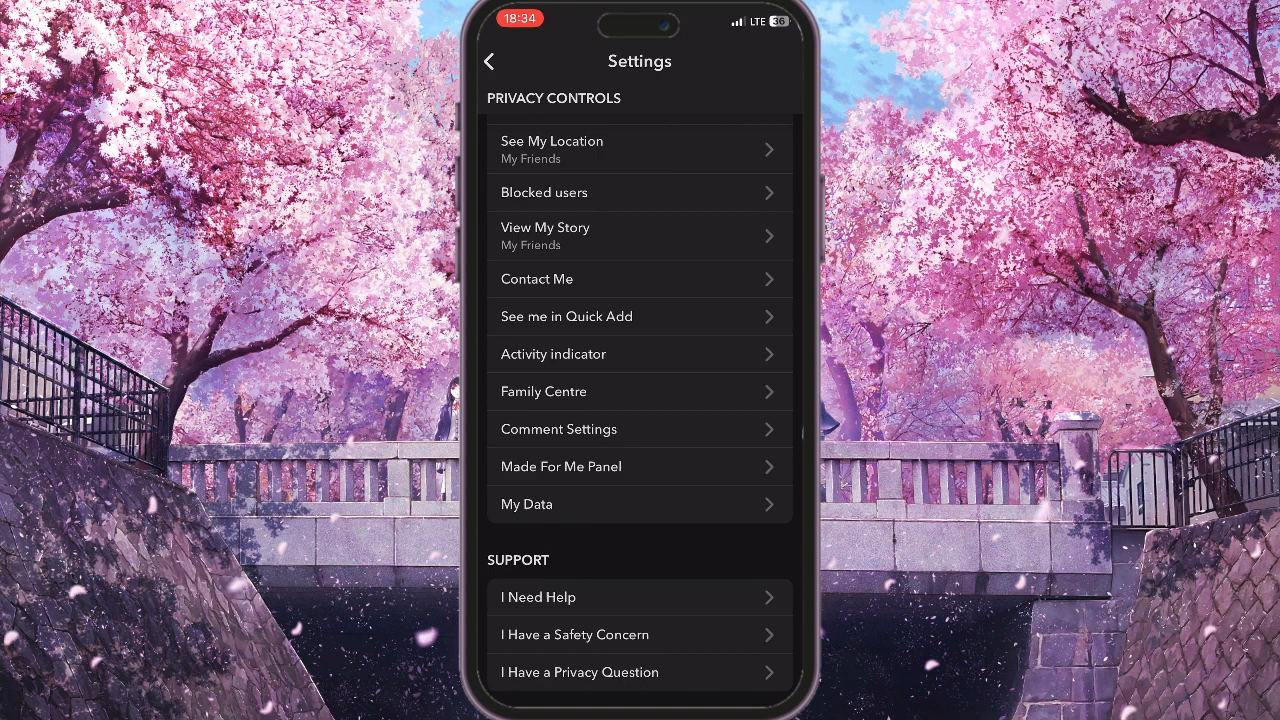 18:34
LTE 36
Settings
PRIVACY CONTROLS
See My Location
My Friends
Blocked users
View My Story
My Friends
Contact Me
See me in Quick Add
Activity indicator
Family Centre
Comment Settings
Made For Me Panel
My Data
SUPPORT
I Need Help
I Have a Safety Concern
I Have a Privacy Question